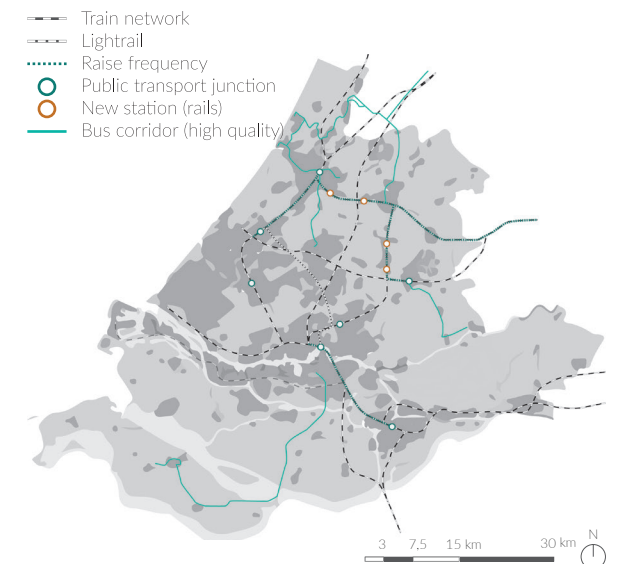 Train network
Lightrail
Raise frequency
Public transport junction
New station (rails)
Bus corridor (high quality)
3 7,5 15 km 30 km
N